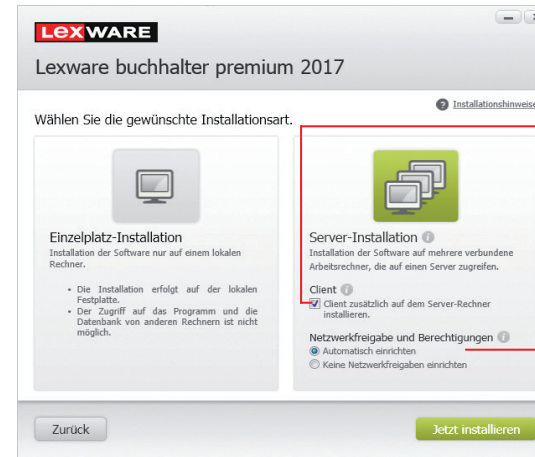 LEXWARE
Lexware buchhalter premium 2017
Installationshinweise
Wählen Sie die gewünschte Installationsart.
Einzelplatz-Installation
Installation der Software nur auf einem lokalen
Rechner.
• Die Installation erfolgt auf der lokalen
Festplatte.
• Der Zugriff auf das Programm und die
Datenbank von anderen Rechnern ist nicht
möglich.
Server-Installation
Installation der Software auf mehrere verbundene
Arbeitsrechner, die auf einen Server zugreifen.
Client
Client zusätzlich auf dem Server-Rechner
installieren.
Netzwerkfreigabe und Berechtigungen
Automatisch einrichten
Keine Netzwerkfreigaben einrichten
Zurück
Jetzt installieren